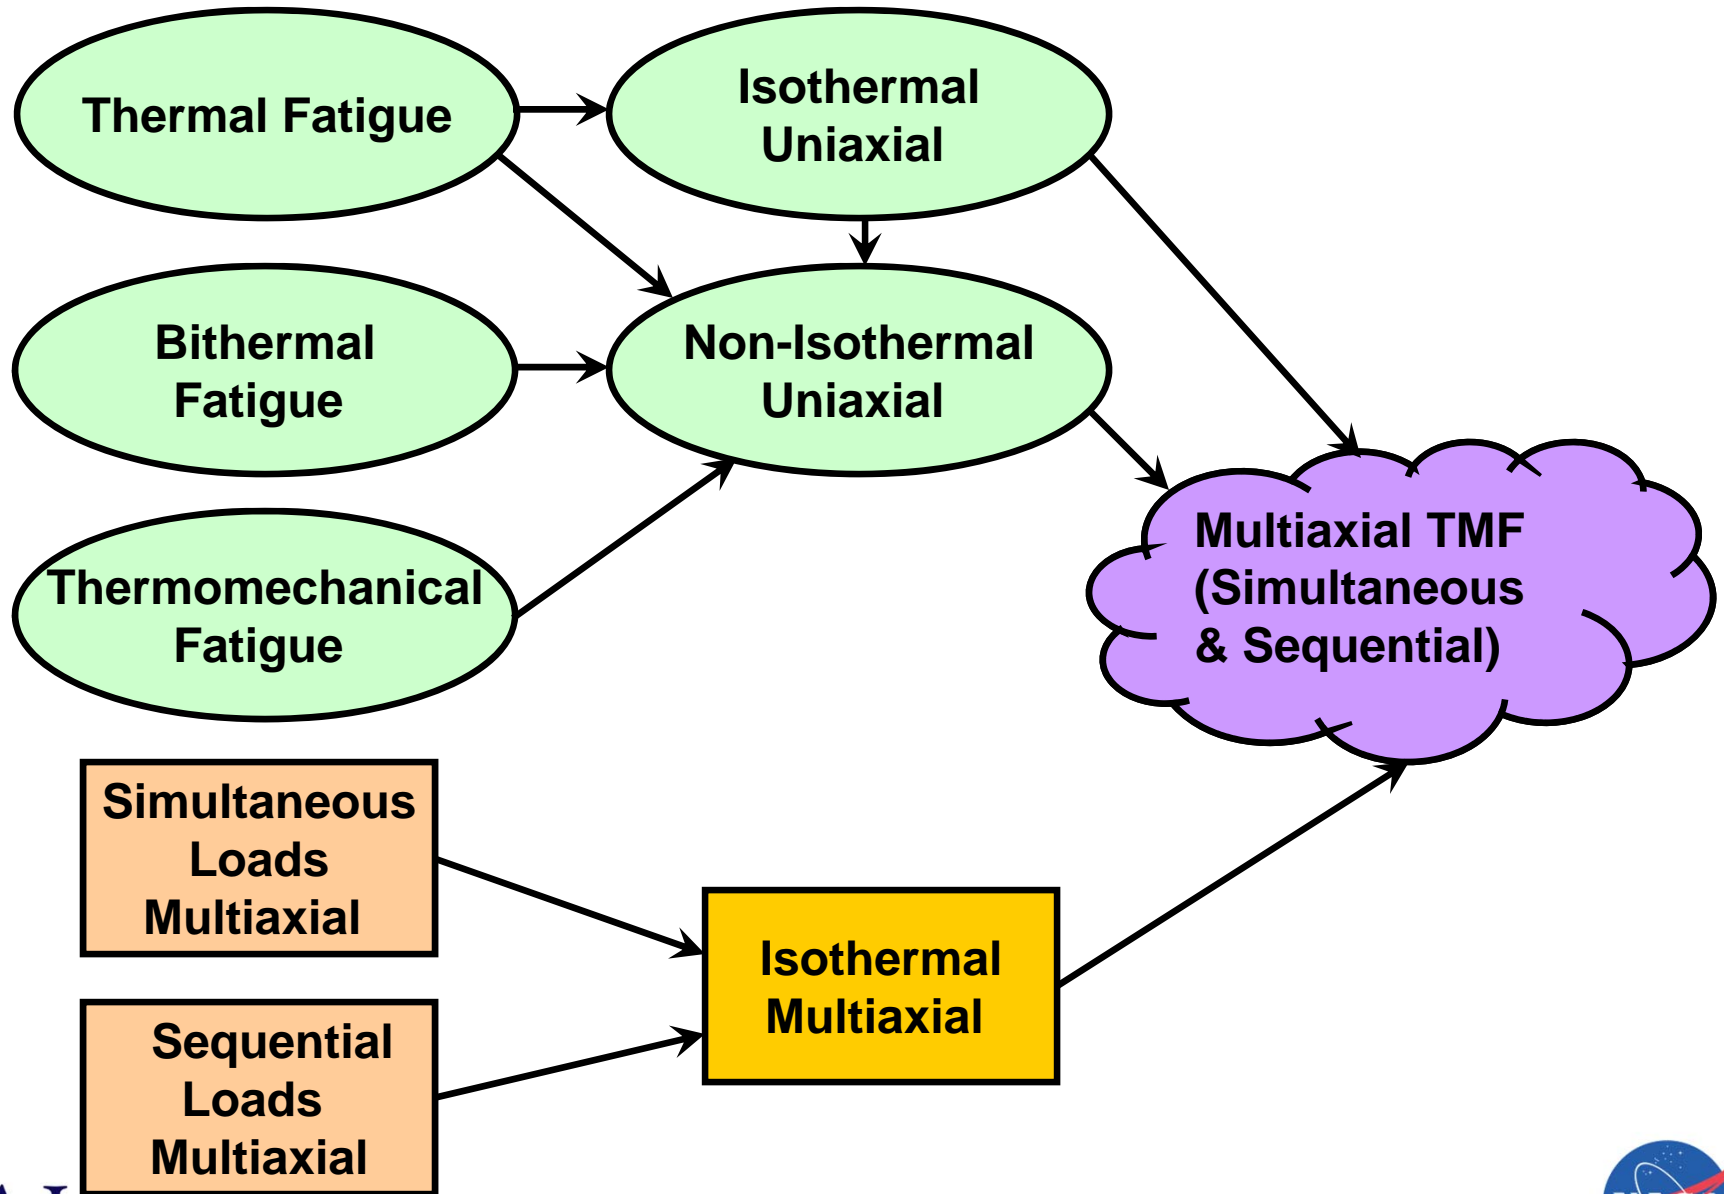 Thermal Fatigue
Isothermal
Uniaxial
Bithermal
Fatigue
Non-Isothermal
Uniaxial
Thermomechanical
Fatigue
Multiaxial TMF
(Simultaneous
& Sequential)
Simultaneous
Loads
Multiaxial
Isothermal
Multiaxial
Sequential
Loads
Multiaxial